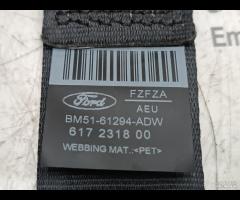 Ford
FZFZA
AEU
BM51-61294-ADW
617 2318 00
WEBBING MAT.:<PET>